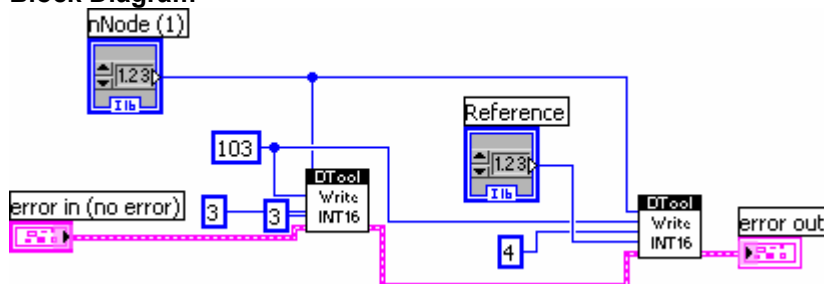 Block Diagram
nNode (1)
1.23
I16
Reference
1.23
I16
103
DTool
Write
INT16
error in (no error)
3
3
DTool
Write
INT16
error out
4